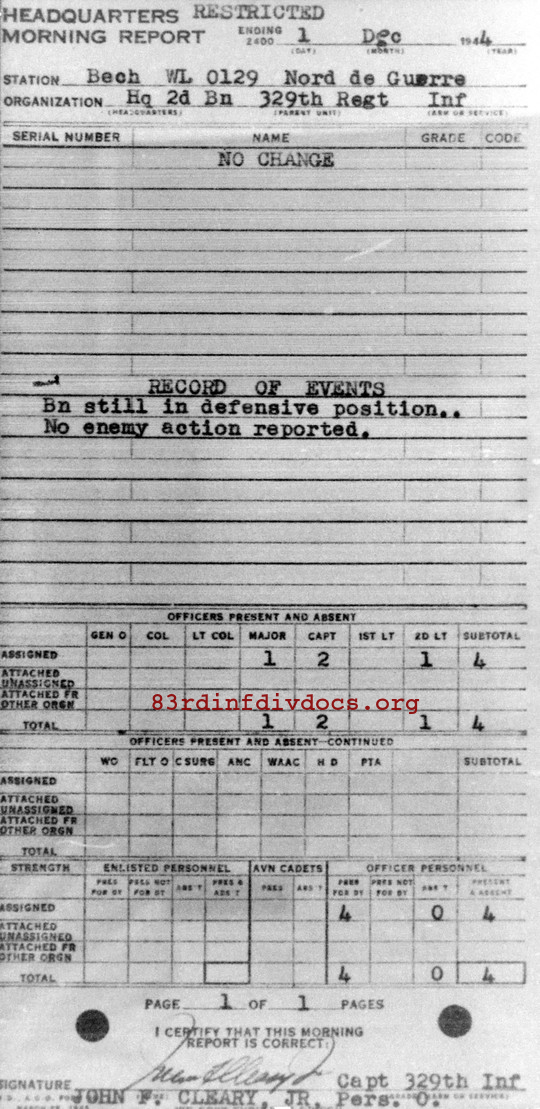 HEADQUARTERS RESTRICTED
MORNING REPORT ENDING 2400 1 Dec 1944
(DAY) (MONTH) (YEAR)
STATION Bech WL 0129 Nord de Guerre
ORGANIZATION Hq 2d Bn 329th Regt Inf
(HEADQUARTERS) (PARENT UNIT) (ARM OR SERVICE)
SERIAL NUMBER NAME GRADE CODE
NO CHANGE
RECORD OF EVENTS
Bn still in defensive position..
No enemy action reported.
OFFICERS PRESENT AND ABSENT
GEN O COL LT COL MAJOR CAPT 1ST LT 2D LT SUBTOTAL
ASSIGNED 1 2 1 4
ATTACHED UNASSIGNED
ATTACHED FR OTHER ORGN
83rdinfdivdocs.org
TOTAL 1 2 1 4
OFFICERS PRESENT AND ABSENT—CONTINUED
WO FLT O C SURG ANC WAAC H D PTA SUBTOTAL
ASSIGNED
ATTACHED UNASSIGNED
ATTACHED FR OTHER ORGN
TOTAL
STRENGTH ENLISTED PERSONNEL AVN CADETS OFFICER PERSONNEL
PRES FOR DY PRES NOT FOR DY ABS T PRES & ABS T PRES ABS T PRES FOR DY PRES NOT FOR DY ABS T PRESENT & ABSENT
ASSIGNED 4 0 4
ATTACHED UNASSIGNED
ATTACHED FR OTHER ORGN
TOTAL 4 0 4
PAGE 1 OF 1 PAGES
I CERTIFY THAT THIS MORNING
REPORT IS CORRECT:
SIGNATURE John F Cleary Jr Capt 329th Inf
JOHN F. CLEARY, JR, Pers. O.